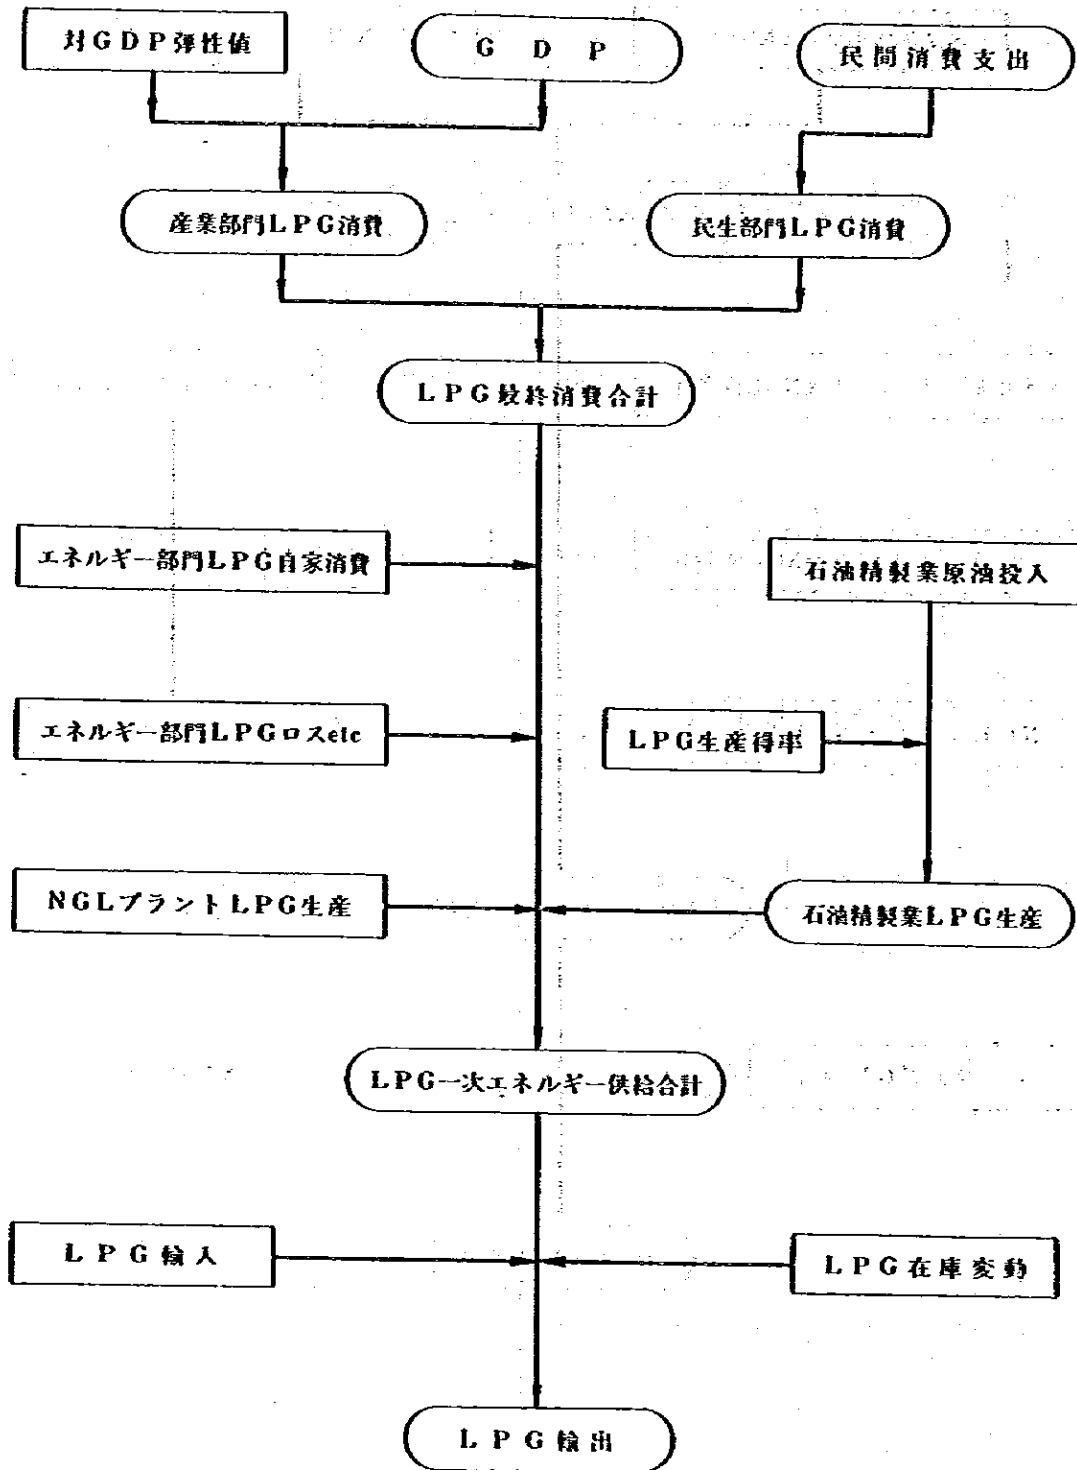 対GDP弾性値
GDP
民間消費支出
産業部門LPG消費
民生部門LPG消費
LPG最終消費合計
エネルギー部門LPG自家消費
石油精製業原油投入
エネルギー部門LPGロスetc
LPG生産得率
NGLプラントLPG生産
石油精製業LPG生産
LPG一次エネルギー供給合計
LPG輸入
LPG在庫変動
LPG輸出